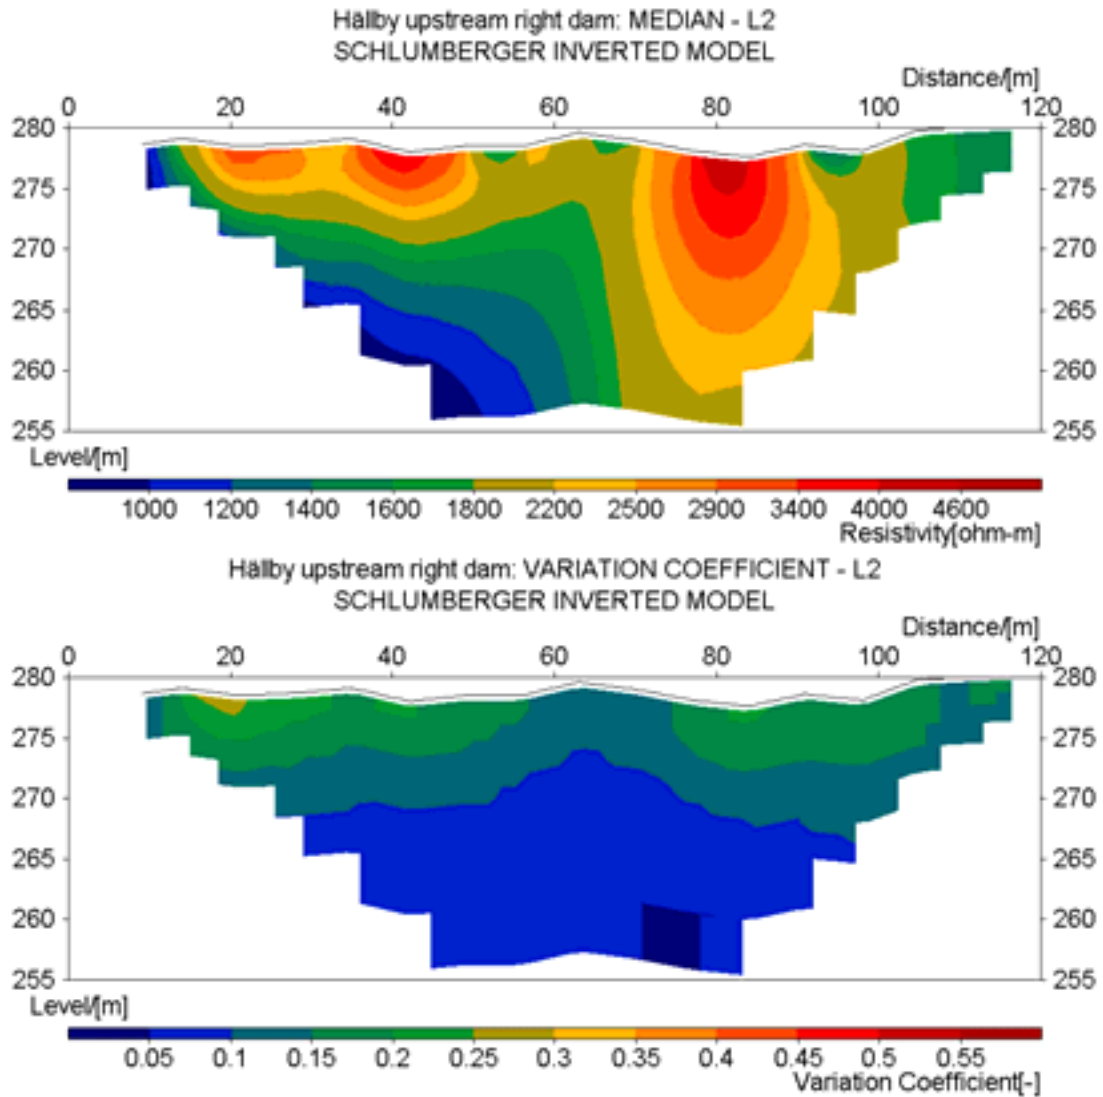 Hällby upstream right dam: MEDIAN - L2
SCHLUMBERGER INVERTED MODEL
Distance/[m]
0 20 40 60 80 100 120
280 280
275 275
270 270
265 265
260 260
255 255
Level/[m]
1000 1200 1400 1600 1800 2200 2500 2900 3400 4000 4600
Resistivity[ohm-m]
Hällby upstream right dam: VARIATION COEFFICIENT - L2
SCHLUMBERGER INVERTED MODEL
Distance/[m]
0 20 40 60 80 100 120
280 280
275 275
270 270
265 265
260 260
255 255
Level/[m]
0.05 0.1 0.15 0.2 0.25 0.3 0.35 0.4 0.45 0.5 0.55
Variation Coefficient[-]